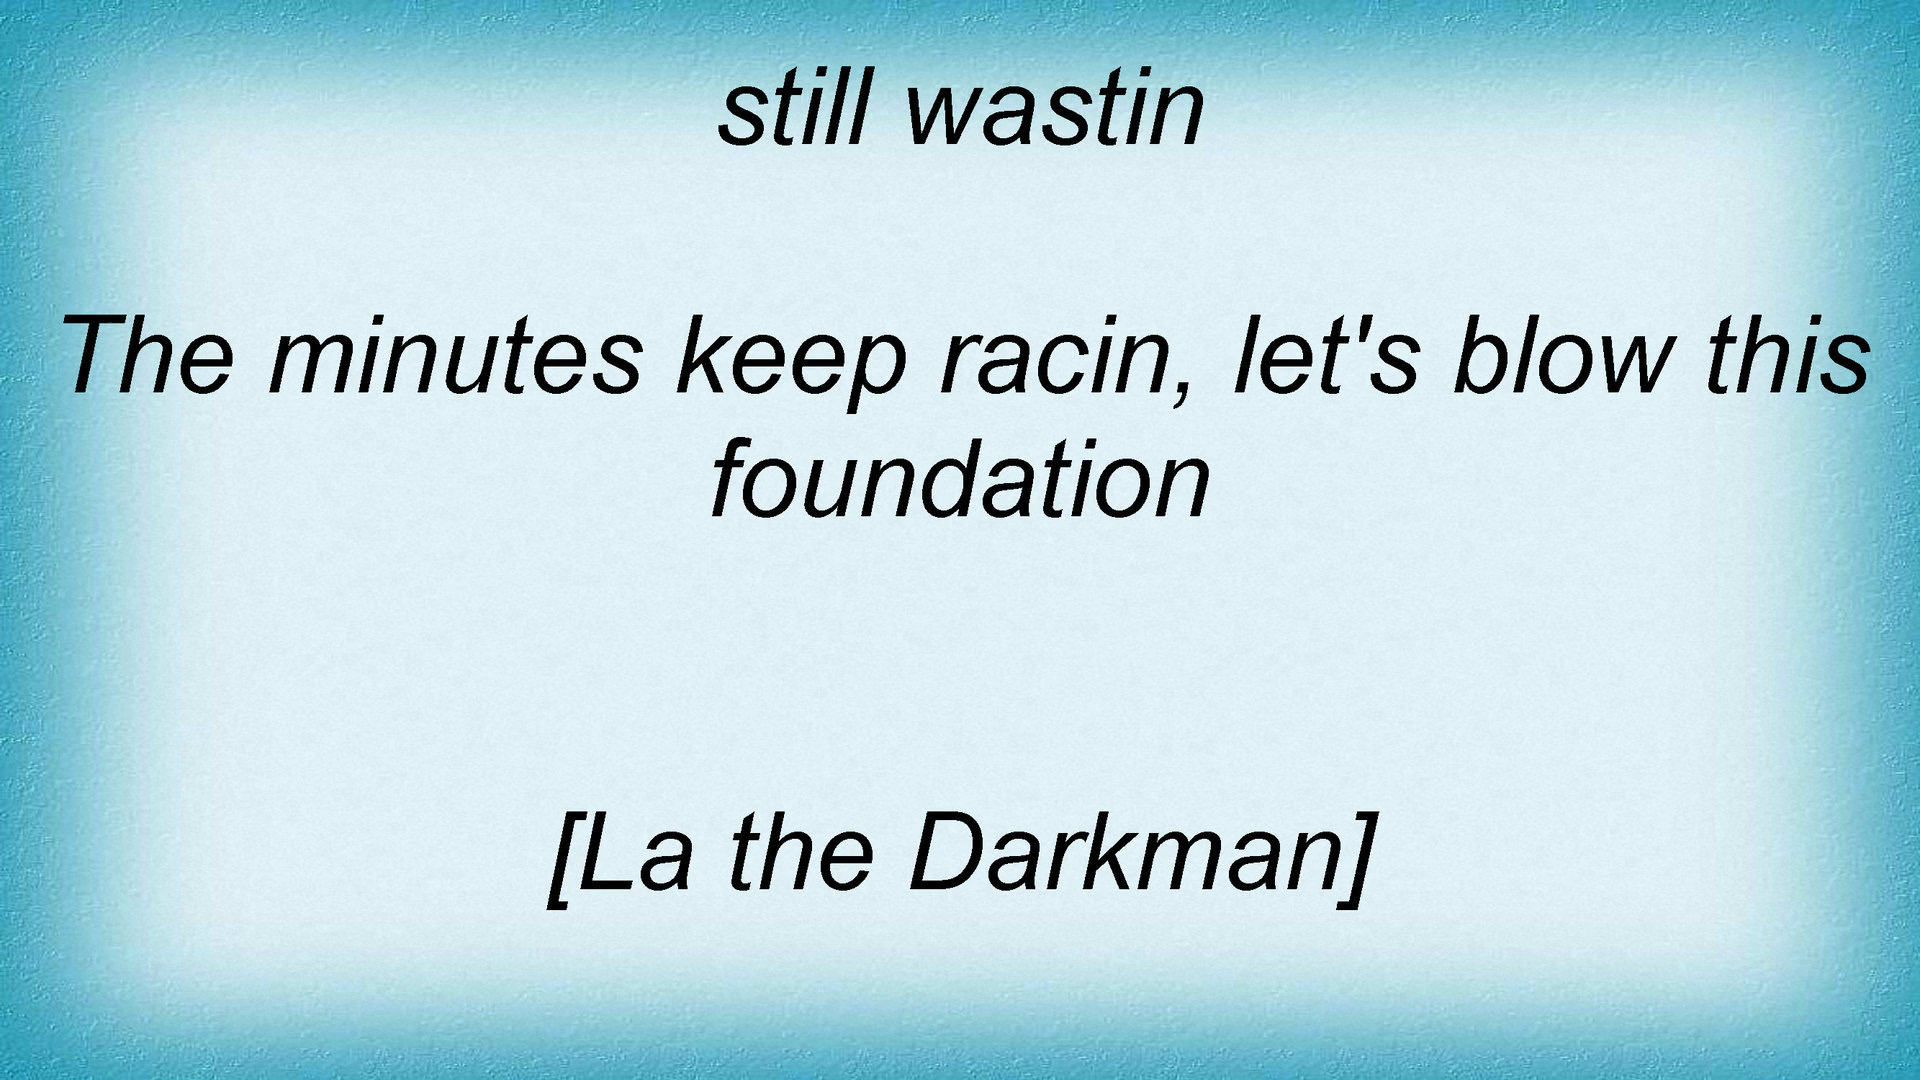 still wastin
The minutes keep racin, let's blow this
foundation
[La the Darkman]